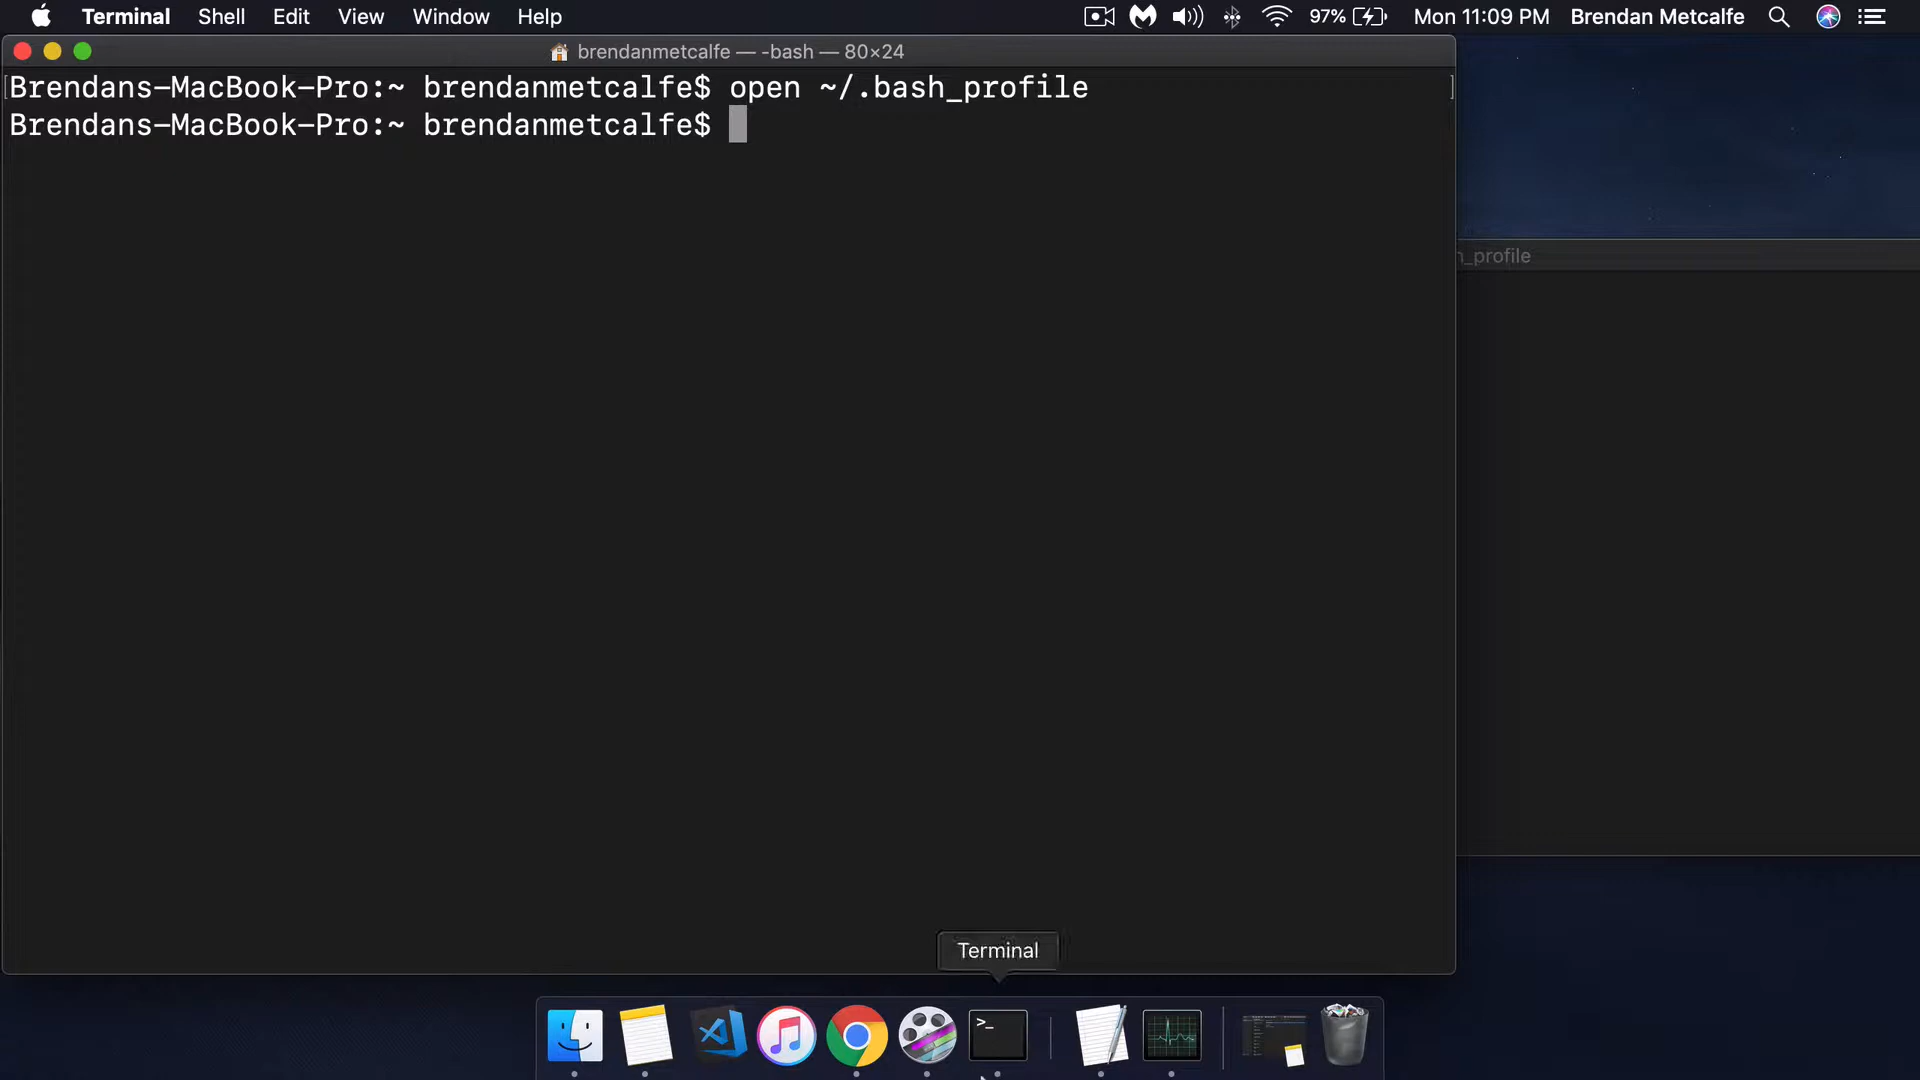 Terminal Shell Edit View Window Help 97% Mon 11:09 PM Brendan Metcalfe
brendanmetcalfe — -bash — 80×24
Brendans-MacBook-Pro:~ brendanmetcalfe$ open ~/.bash_profile
Brendans-MacBook-Pro:~ brendanmetcalfe$
_profile
Terminal
>_